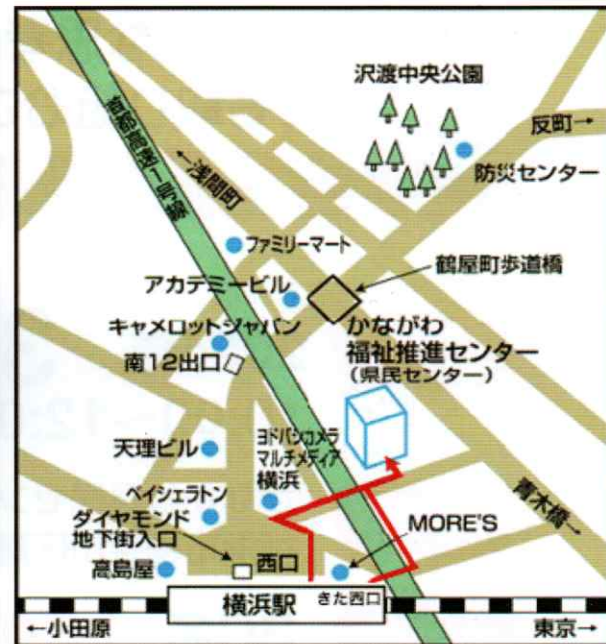 沢渡中央公園
反町→
防災センター
首都高速1号線
←浅間町
ファミリーマート
鶴屋町歩道橋
アカデミービル
かながわ
福祉推進センター
(県民センター)
キャメロットジャパン
南12出口
ヨドバシカメラ
マルチメディア
横浜
天理ビル
青木橋→
ベイシェラトン
ダイヤモンド
地下街入口
MORE'S
高島屋
西口
きた西口
横浜駅
←小田原
東京→